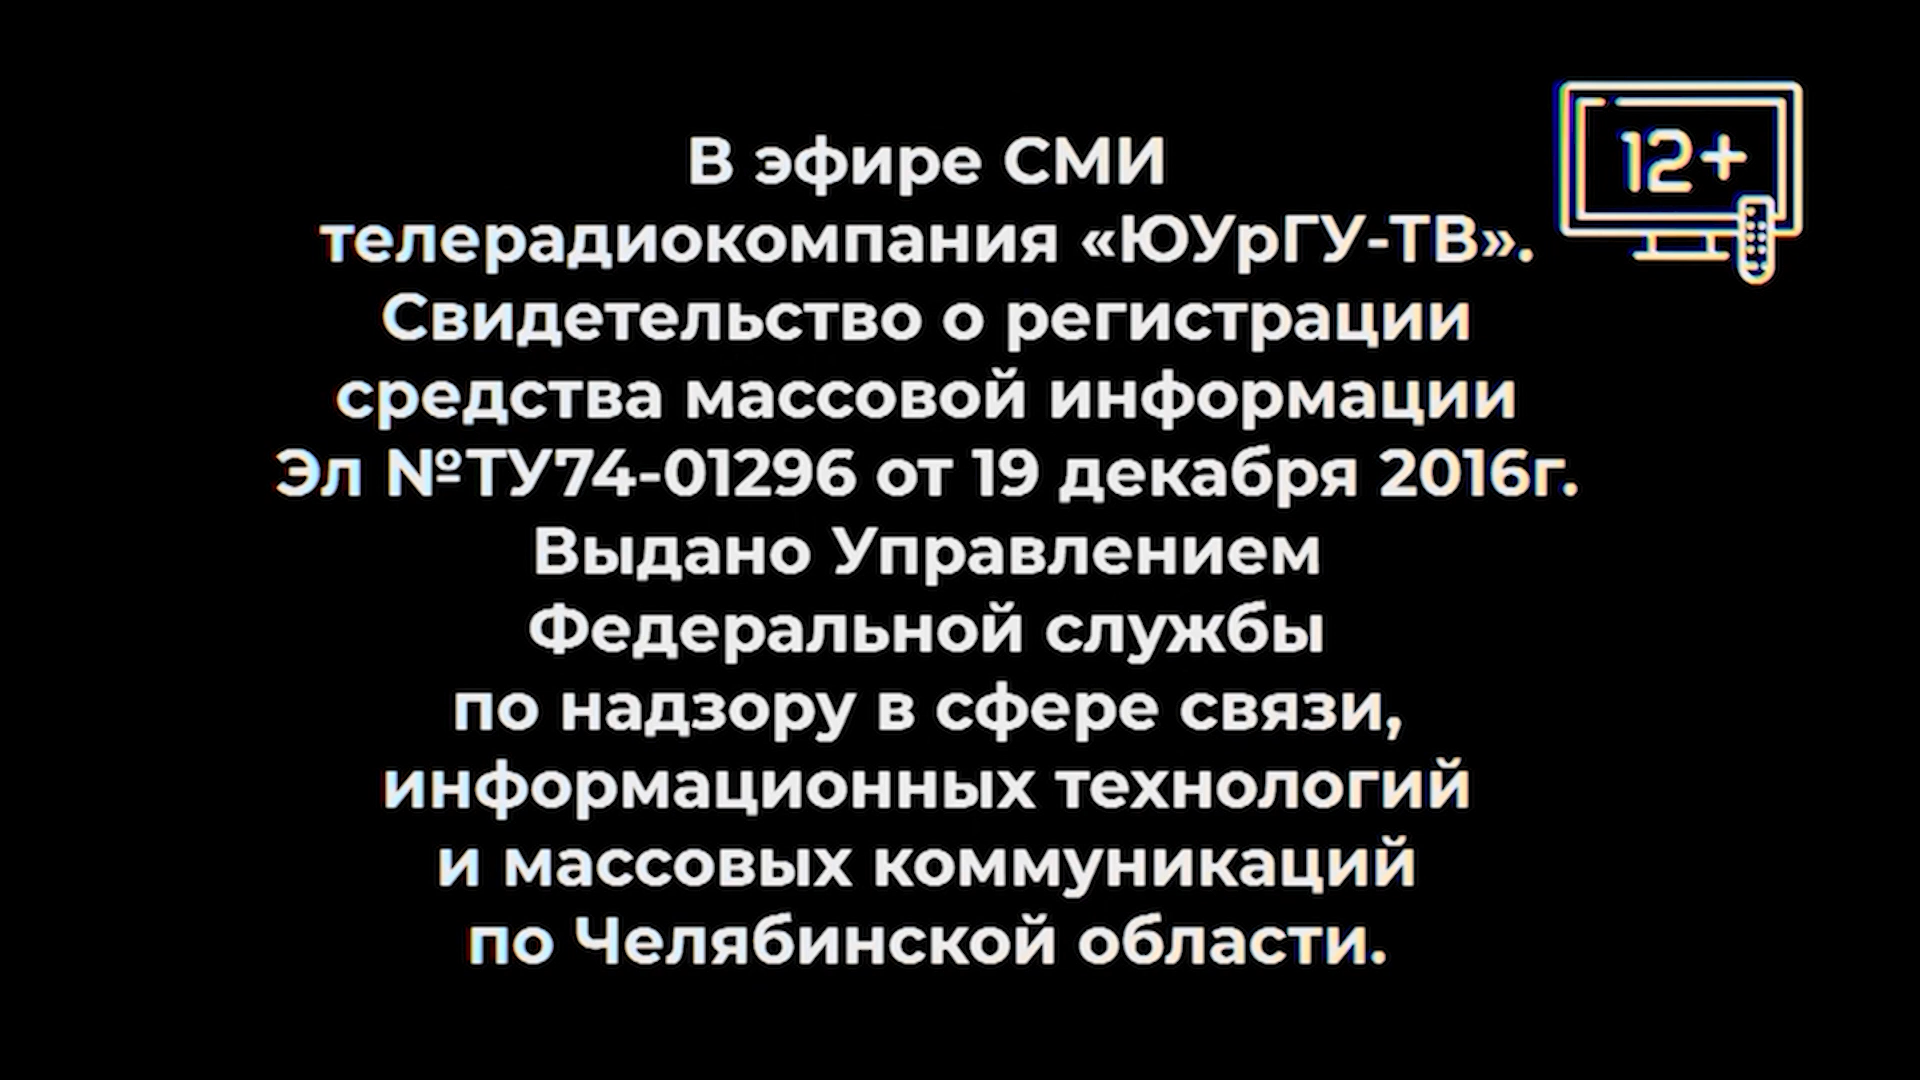 В эфире СМИ
телерадиокомпания «ЮУрГУ-ТВ».
Свидетельство о регистрации
средства массовой информации
Эл №ТУ74-01296 от 19 декабря 2016г.
Выдано Управлением
Федеральной службы
по надзору в сфере связи,
информационных технологий
и массовых коммуникаций
по Челябинской области.
12+